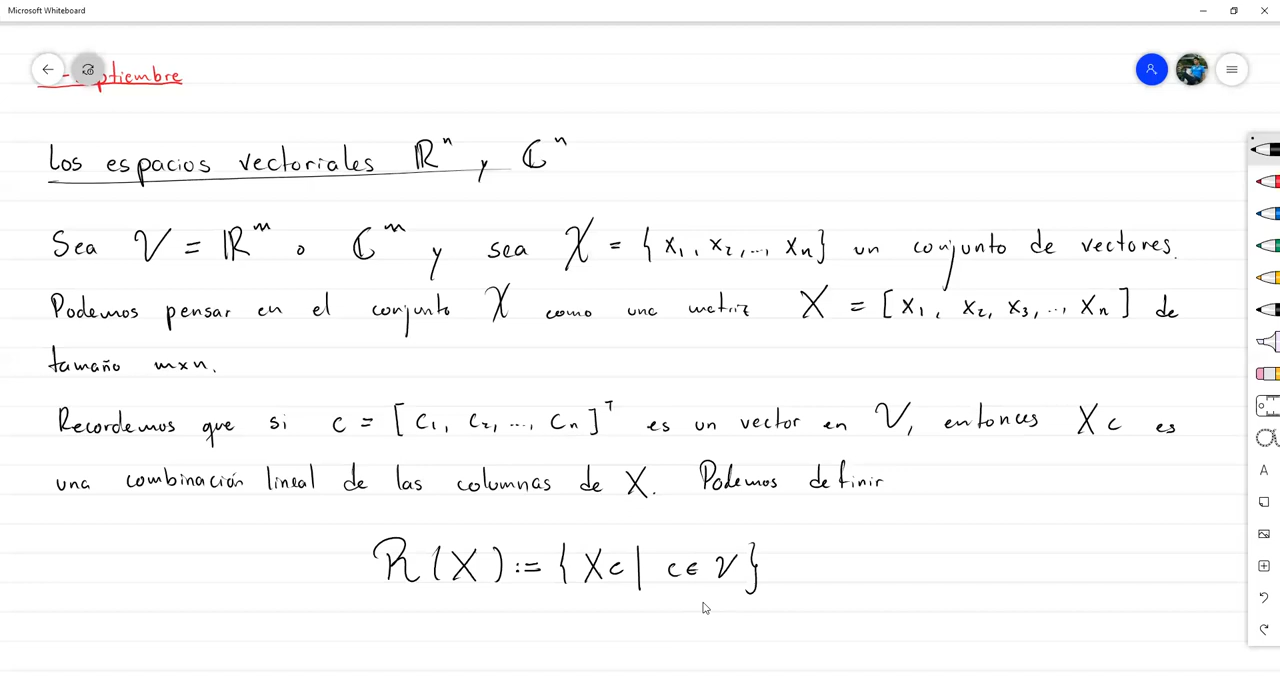 Microsoft Whiteboard
Los espacios vectoriales ℝⁿ y ℂⁿ
Sea 𝒱 = ℝᵐ o ℂᵐ y sea 𝒳 = { x₁, x₂, ..., xₙ} un conjunto de vectores.
Podemos pensar en el conjunto 𝒳 como una matriz X = [ x₁, x₂, x₃, ..., xₙ ] de
tamaño m×n.
Recordemos que si c = [ c₁, c₂, ..., cₙ ]ᵀ es un vector en 𝒱, entonces Xc es
una combinación lineal de las columnas de X. Podemos definir
ℛ(X) := { Xc | c ∈ 𝒱 }
A